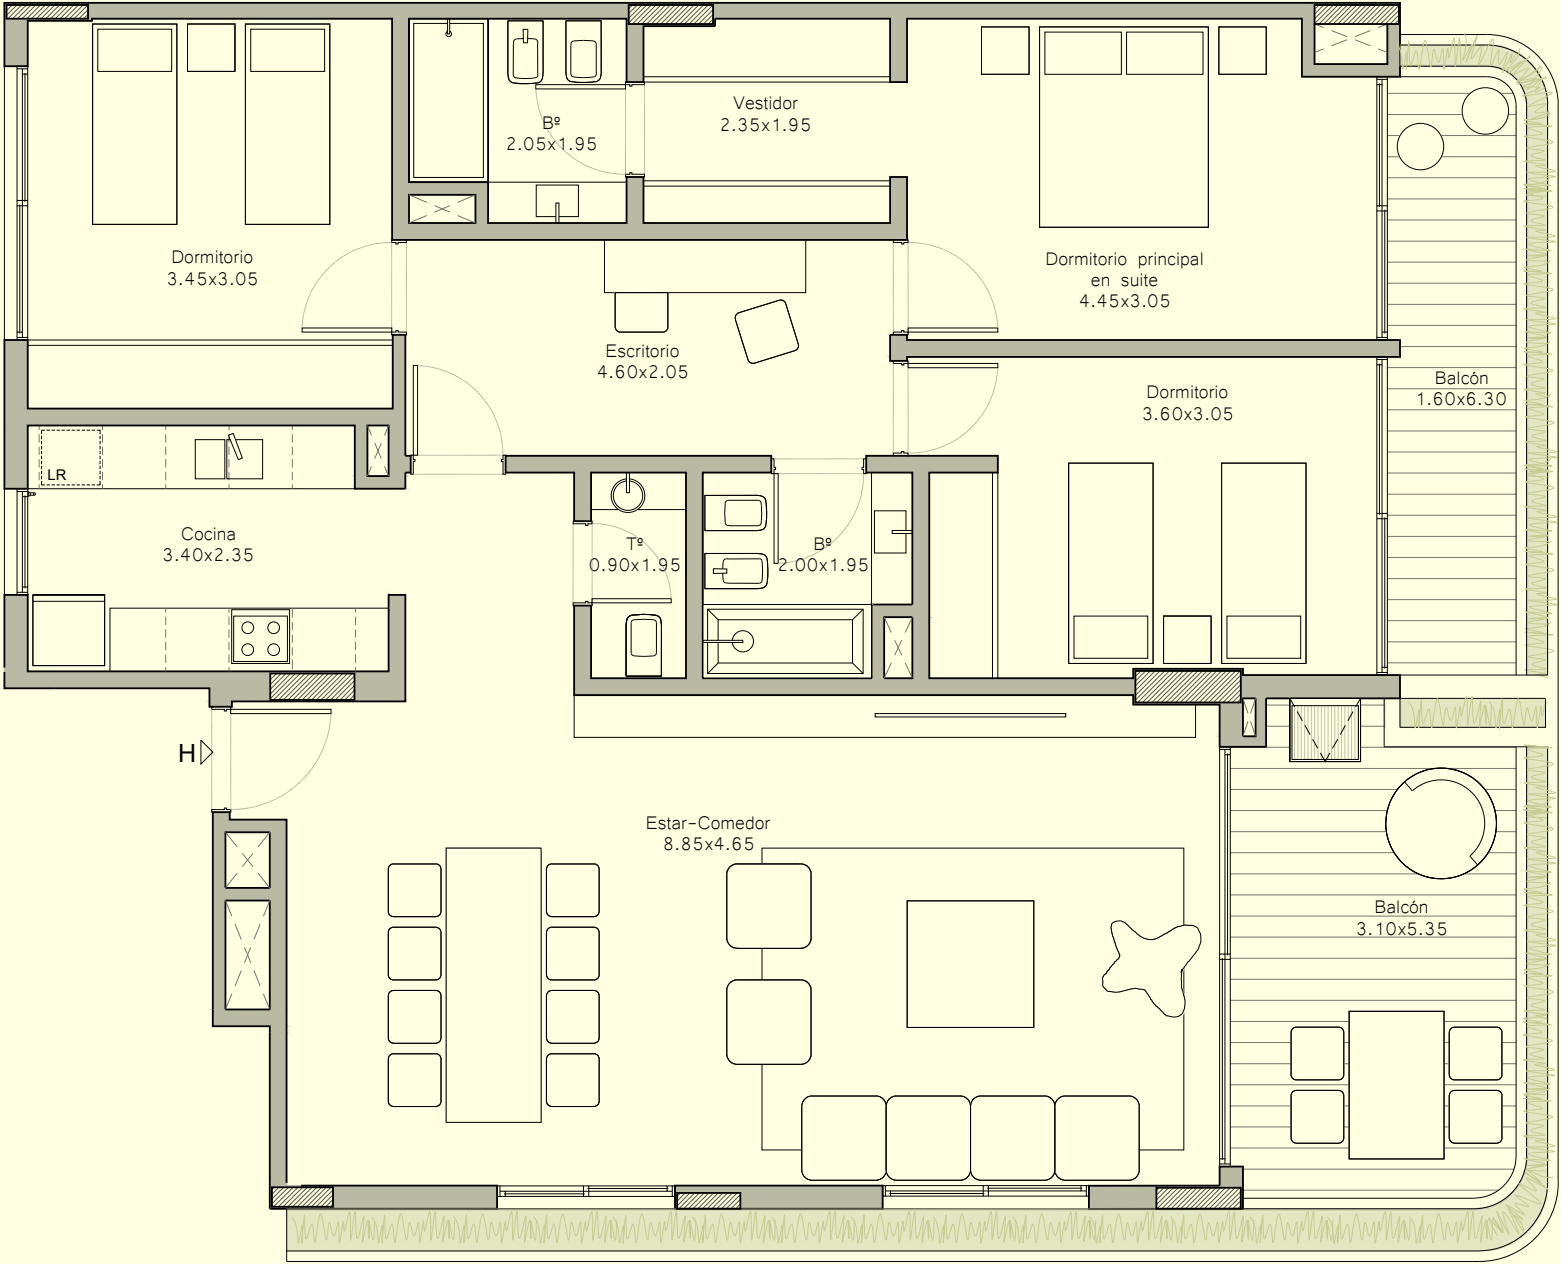 Vestidor
2.35x1.95
Bº
2.05x1.95
Dormitorio
3.45x3.05
Dormitorio principal
en suite
4.45x3.05
Escritorio
4.60x2.05
Balcón
1.60x6.30
Dormitorio
3.60x3.05
LR
Cocina
3.40x2.35
Tº
0.90x1.95
Bº
2.00x1.95
H
Estar-Comedor
8.85x4.65
Balcón
3.10x5.35